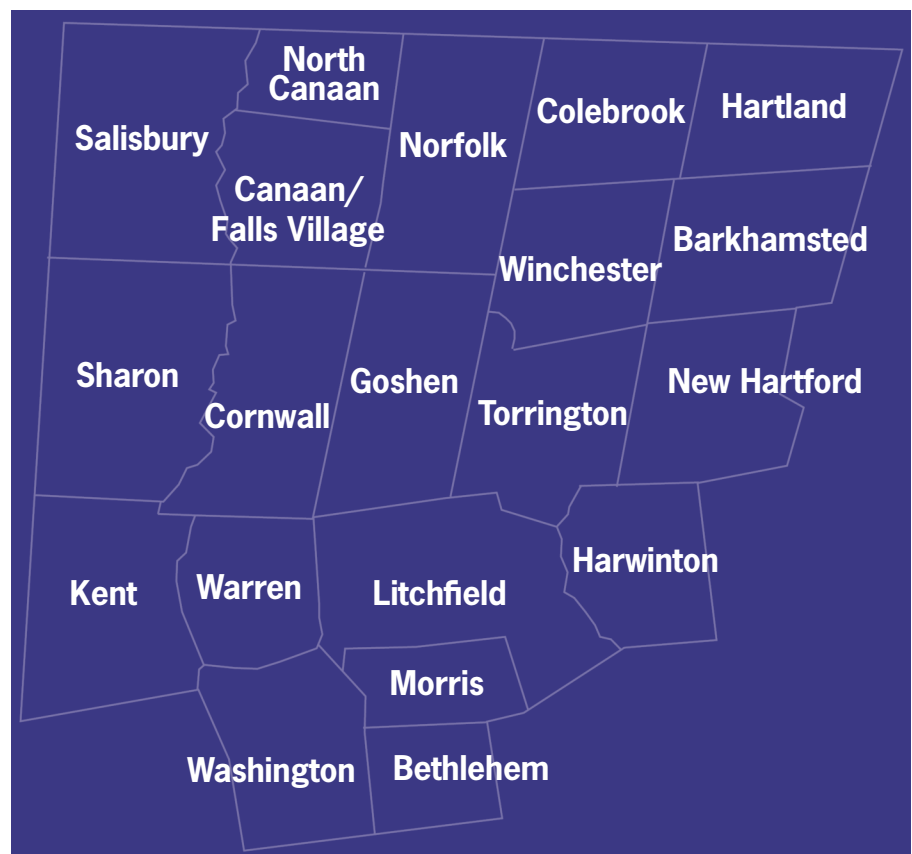 North
Canaan
Salisbury
Norfolk
Colebrook
Hartland
Canaan/
Falls Village
Winchester
Barkhamsted
Sharon
Cornwall
Goshen
Torrington
New Hartford
Kent
Warren
Litchfield
Harwinton
Morris
Washington
Bethlehem